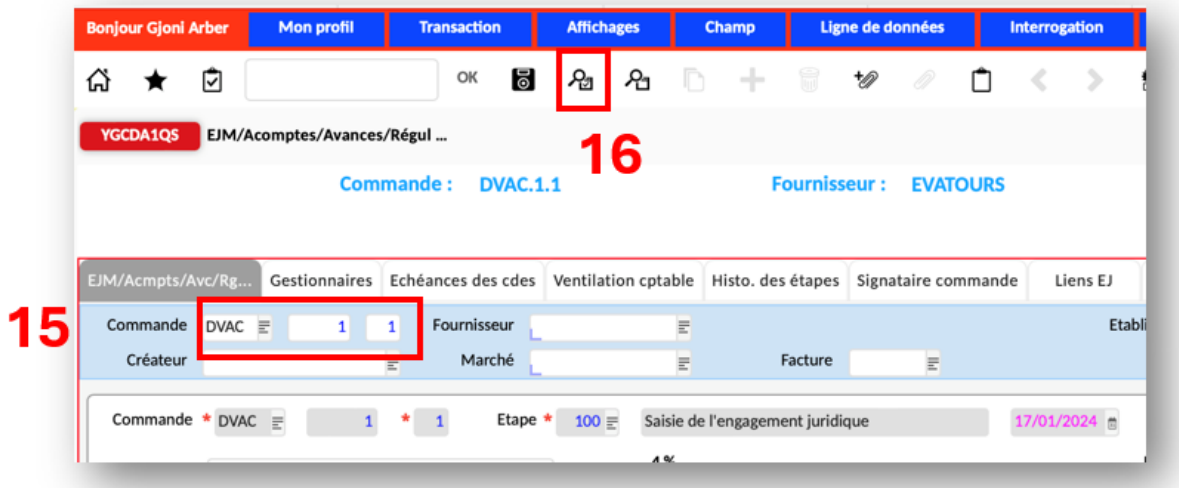 Bonjour Gjoni Arber Mon profil Transaction Affichages Champ Ligne de données Interrogation
OK
16
YGCDA1QS EJM/Acomptes/Avances/Régul ...
Commande : DVAC.1.1 Fournisseur : EVATOURS
EJM/Acmpts/Avc/Rg... Gestionnaires Echéances des cdes Ventilation cptable Histo. des étapes Signataire commande Liens EJ
15
Commande DVAC 1 1 Fournisseur Etabli
Créateur Marché Facture
Commande * DVAC 1 * 1 Etape * 100 Saisie de l'engagement juridique 17/01/2024